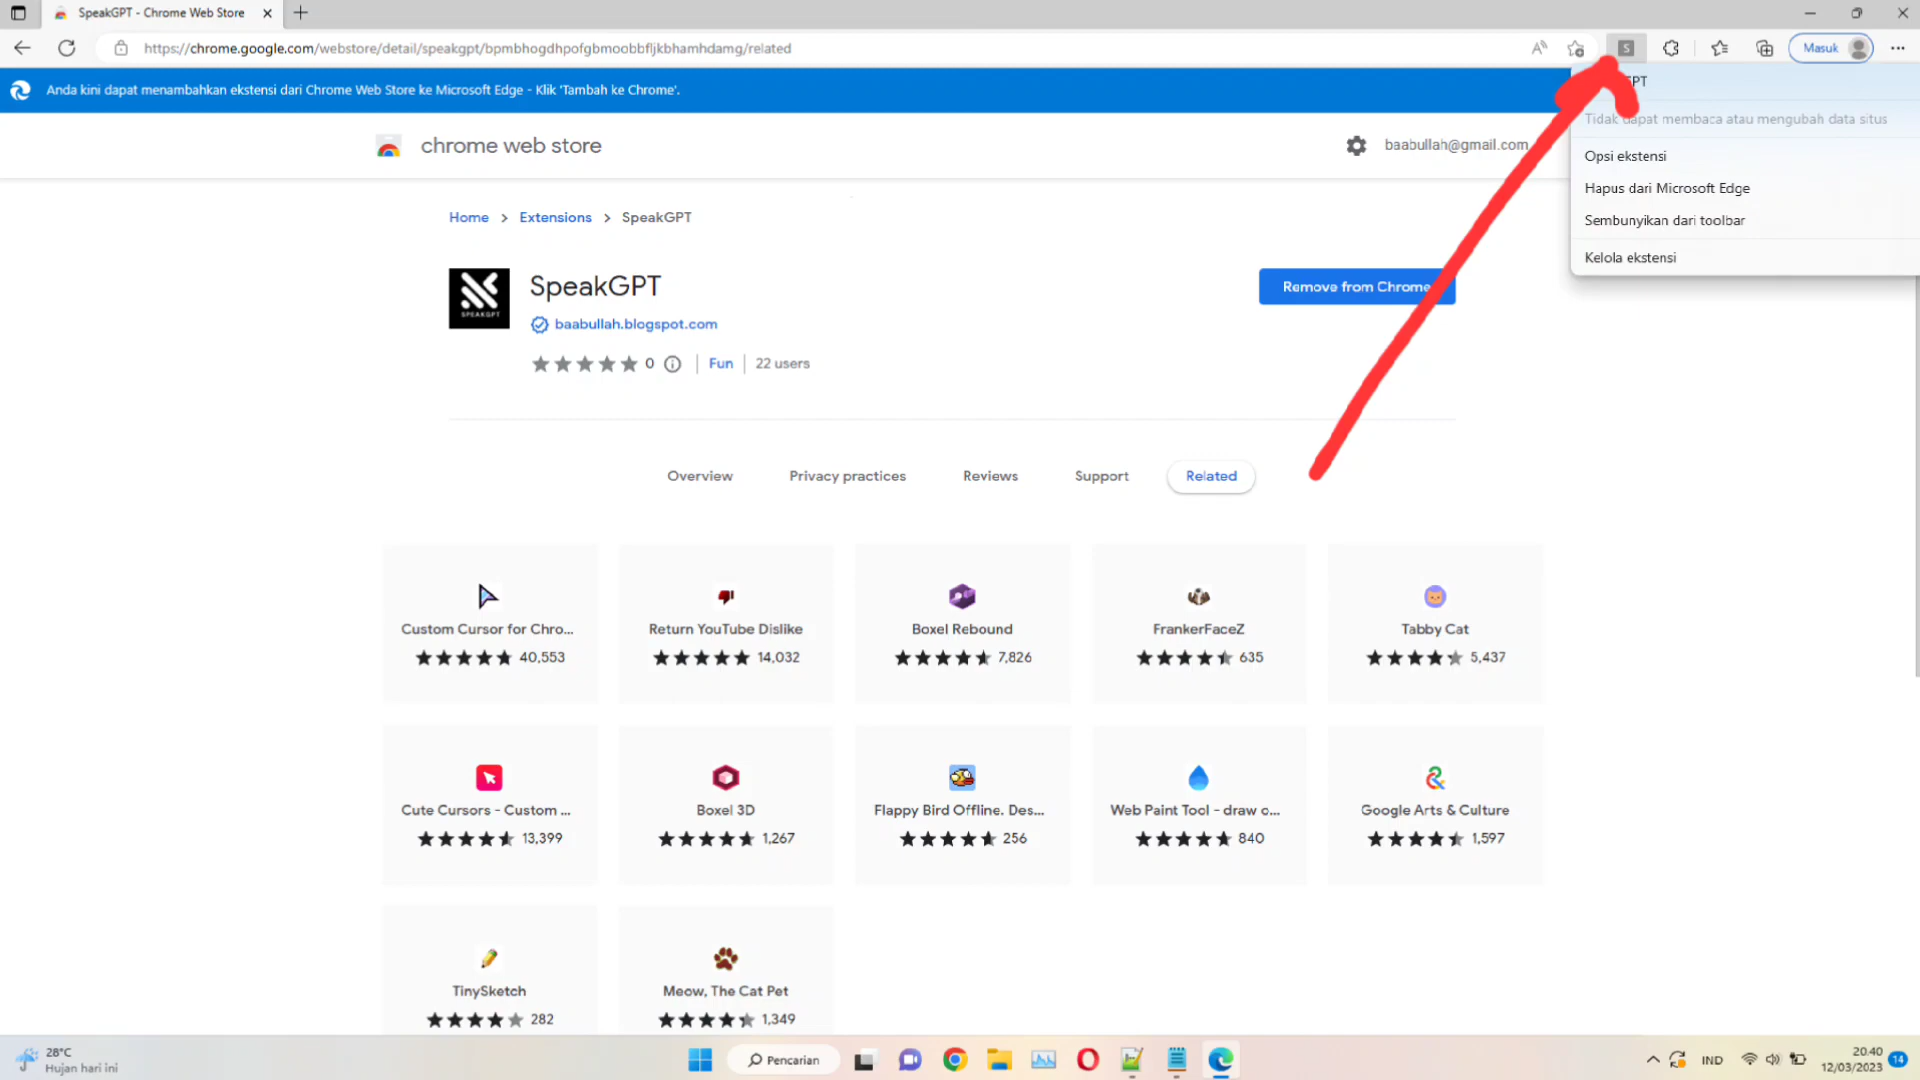 SpeakGPT - Chrome Web Store
https://chrome.google.com/webstore/detail/speakgpt/bpmbhogdhpofgbmoobbfljkbhamhdamg/related
S
Masuk
Anda kini dapat menambahkan ekstensi dari Chrome Web Store ke Microsoft Edge - Klik 'Tambah ke Chrome'.
GPT
Tidak dapat membaca atau mengubah data situs
Opsi ekstensi
Hapus dari Microsoft Edge
Sembunyikan dari toolbar
Kelola ekstensi
chrome web store
baabullah@gmail.com
Home > Extensions > SpeakGPT
SPEAKGPT
SpeakGPT
Remove from Chrome
baabullah.blogspot.com
0 | Fun | 22 users
Overview Privacy practices Reviews Support Related
Custom Cursor for Chro... Return YouTube Dislike Boxel Rebound FrankerFaceZ Tabby Cat
40,553 14,032 7,826 635 5,437
Cute Cursors - Custom ... Boxel 3D Flappy Bird Offline. Des... Web Paint Tool - draw o... Google Arts & Culture
13,399 1,267 256 840 1,597
TinySketch Meow, The Cat Pet
282 1,349
28°C
Hujan hari ini
Pencarian
IND
20.40
12/03/2023
14